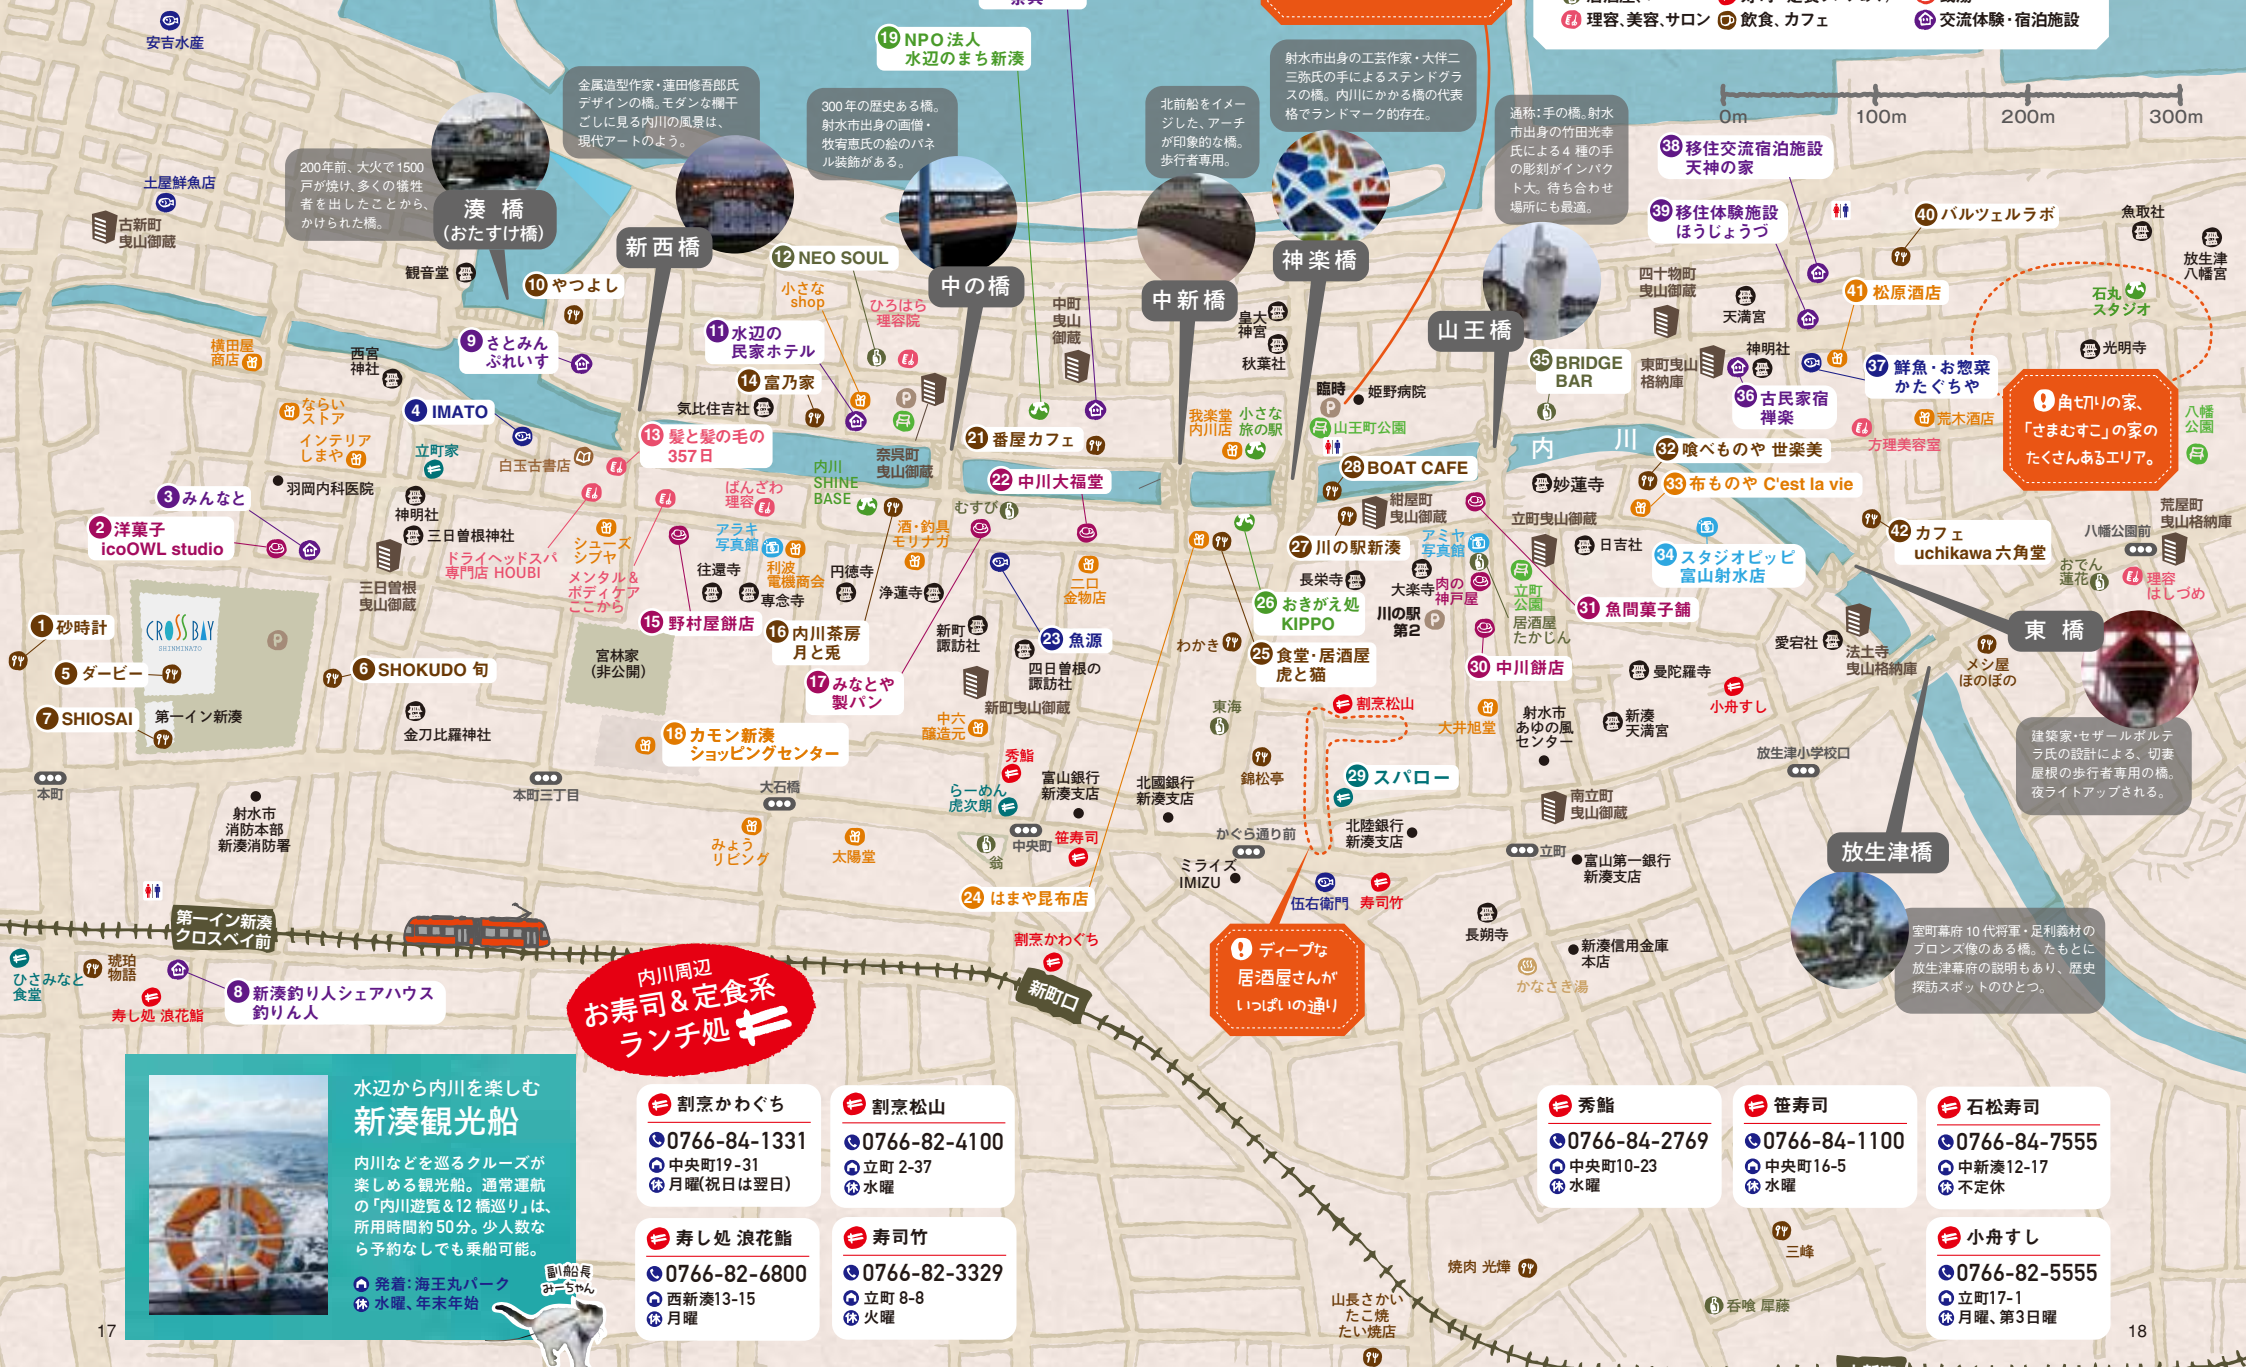 安吉水産
19 NPO法人
水辺のまち新湊
理容、美容、サロン
飲食、カフェ
交流体験・宿泊施設
0m 100m 200m 300m
200年前、大火で1500
戸が焼け、多くの犠牲
者を出したことから、
かけられた橋。
湊 橋
(おたすけ橋)
金属造型作家・蓮田修吾郎氏
デザインの橋。モダンな欄干
ごしに見る内川の風景は、
現代アートのよう。
新西橋
300年の歴史ある橋。
射水市出身の画僧・
牧宥恵氏の絵のパネ
ル装飾がある。
中の橋
北前船をイメー
ジした、アーチ
が印象的な橋。
歩行者専用。
中新橋
射水市出身の工芸作家・大伴二
三弥氏の手によるステンドグラ
スの橋。内川にかかる橋の代表
格でランドマーク的存在。
神楽橋
通称:手の橋。射水
市出身の竹田光幸
氏による4種の手
の彫刻がインパク
ト大。待ち合わせ
場所にも最適。
山王橋
38 移住交流宿泊施設
天神の家
39 移住体験施設
ほうじょうづ
40 バルツェルラボ
魚取社
放生津
八幡宮
土屋鮮魚店
古新町
曳山御蔵
観音堂
10 やつよし
12 NEO SOUL
小さな
shop
ひろはら
理容院
中町
曳山
御蔵
皇大
神宮
秋葉社
四十物町
曳山御蔵
天満宮
41 松原酒店
石丸
スタジオ
光明寺
横田屋
商店
西宮
神社
9 さとみん
ぷれいす
11 水辺の
民家ホテル
14 富乃家
気比住吉社
臨時
姫野病院
35 BRIDGE
BAR
東町曳山
格納庫
神明社
36 古民家宿
禅楽
37 鮮魚・お惣菜
かたぐちや
荒木酒店
方理美容室
角切りの家、
「さまむすこ」の家の
たくさんあるエリア。
八幡
公園
ならい
ストア
インテリア
しまや
4 IMATO
立町家
白玉古書店
13 髪と髪の毛の
357日
内川
SHINE
BASE
奈呉町
曳山御蔵
21 番屋カフェ
22 中川大福堂
我楽堂
内川店
小さな
旅の駅
山王町公園
28 BOAT CAFE
内 川
32 喰べものや 世楽美
33 布ものや C'est la vie
羽岡内科医院
3 みんなと
2 洋菓子
icoOWL studio
神明社
三日曽根神社
三日曽根
曳山御蔵
ドライヘッドスパ
専門店 HOUBI
シューズ
シブヤ
メンタル&
ボディケア
ここから
ばんざわ
理容
アラキ
写真館
利波
電機商会
往還寺
専念寺
円徳寺
酒・釣具
モリナガ
浄蓮寺
むすび
二口
金物店
紺屋町
曳山御蔵
27 川の駅新湊
アミヤ
写真館
妙蓮寺
立町曳山御蔵
日吉社
34 スタジオピッピ
富山射水店
42 カフェ
uchikawa 六角堂
八幡公園前
荒屋町
曳山格納庫
おでん
蓮花
理容
はしづめ
1 砂時計
CROSS BAY
SHINMINATO
5 ダービー
7 SHIOSAI
第一イン新湊
6 SHOKUDO 旬
金刀比羅神社
宮林家
(非公開)
15 野村屋餅店
16 内川茶房
月と兎
17 みなとや
製パン
18 カモン新湊
ショッピングセンター
新町
諏訪社
23 魚源
四日曽根の
諏訪社
新町曳山御蔵
中六
醸造元
長栄寺
26 おきがえ処
KIPPO
わかき
25 食堂・居酒屋
虎と猫
大楽寺
肉の
神戸屋
川の駅
第2
立町
公園
居酒屋
たかじん
31 魚問菓子舗
30 中川餅店
曼陀羅寺
愛宕社
法土寺
曳山格納庫
メシ屋
ほのぼの
東 橋
建築家・セザールポルテ
ラ氏の設計による、切妻
屋根の歩行者専用の橋。
夜ライトアップされる。
東海
割烹松山
大井旭堂
射水市
あゆの風
センター
新湊
天満宮
小舟すし
放生津小学校口
本町
本町三丁目
大石橋
射水市
消防本部
新湊消防署
秀鮨
らーめん
虎次朗
富山銀行
新湊支店
北國銀行
新湊支店
錦松亭
29 スパロー
南立町
曳山御蔵
みょう
リビング
太陽堂
翁
中央町
笹寿司
かぐら通り前
北陸銀行
新湊支店
ミライズ
IMIZU
立町
富山第一銀行
新湊支店
放生津橋
室町幕府10代将軍・足利義材の
ブロンズ像のある橋。たもとに
放生津幕府の説明もあり、歴史
探訪スポットのひとつ。
24 はまや昆布店
伍右衛門
寿司竹
長朔寺
新湊信用金庫
本店
かなさき湯
第一イン新湊
クロスベイ前
割烹かわぐち
新町口
ディープな
居酒屋さんが
いっぱいの通り
ひさみなと
食堂
琥珀
物語
寿し処 浪花鮨
8 新湊釣り人シェアハウス
釣りん人
内川周辺
お寿司&定食系
ランチ処
水辺から内川を楽しむ
新湊観光船
内川などを巡るクルーズが
楽しめる観光船。通常運航
の「内川遊覧&12橋巡り」は、
所用時間約50分。少人数な
ら予約なしでも乗船可能。
発着:海王丸パーク
休 水曜、年末年始
副船長
みーちゃん
割烹かわぐち
0766-84-1331
中央町19-31
休 月曜(祝日は翌日)
割烹松山
0766-82-4100
立町 2-37
休 水曜
寿し処 浪花鮨
0766-82-6800
西新湊13-15
休 月曜
寿司竹
0766-82-3329
立町 8-8
休 火曜
秀鮨
0766-84-2769
中央町10-23
休 水曜
笹寿司
0766-84-1100
中央町16-5
休 水曜
石松寿司
0766-84-7555
中新湊12-17
休 不定休
小舟すし
0766-82-5555
立町17-1
休 月曜、第3日曜
焼肉 光燁
三峰
山長さかい
たこ焼
たい焼店
呑喰 犀藤
17
18